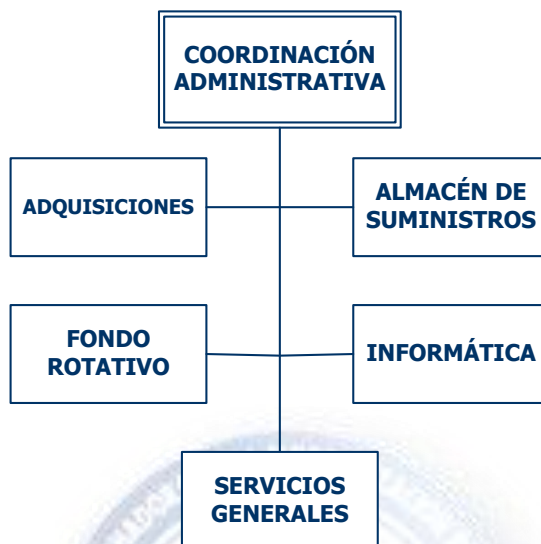 COORDINACIÓN
ADMINISTRATIVA
ADQUISICIONES
ALMACÉN DE
SUMINISTROS
FONDO
ROTATIVO
INFORMÁTICA
SERVICIOS
GENERALES